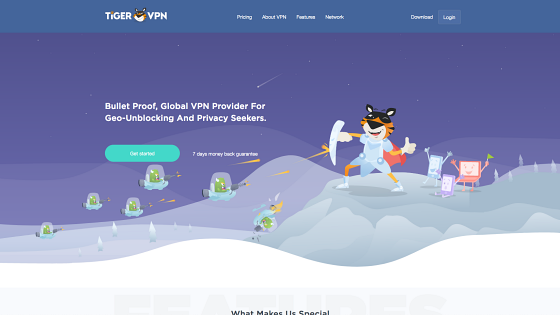 TiGER VPN
Pricing About VPN Features Network Download Login
Bullet Proof, Global VPN Provider For
Geo-Unblocking And Privacy Seekers.
Get started 7 days money back guarantee
FEATURES
What Makes Us Special